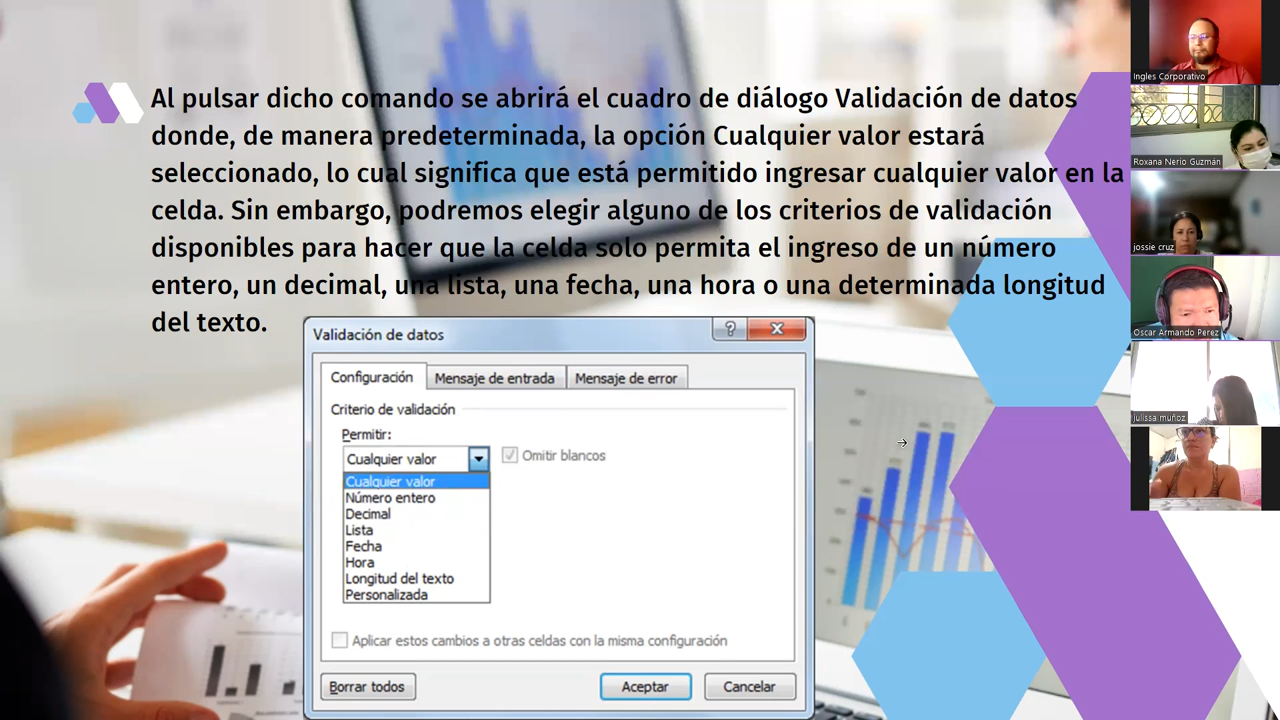 Al pulsar dicho comando se abrirá el cuadro de diálogo Validación de datos
donde, de manera predeterminada, la opción Cualquier valor estará
seleccionado, lo cual significa que está permitido ingresar cualquier valor en la
celda. Sin embargo, podremos elegir alguno de los criterios de validación
disponibles para hacer que la celda solo permita el ingreso de un número
entero, un decimal, una lista, una fecha, una hora o una determinada longitud
del texto.
Validación de datos
Configuración
Mensaje de entrada
Mensaje de error
Criterio de validación
Permitir:
Cualquier valor
Omitir blancos
Cualquier valor
Número entero
Decimal
Lista
Fecha
Hora
Longitud del texto
Personalizada
Aplicar estos cambios a otras celdas con la misma configuración
Borrar todos
Aceptar
Cancelar
Ingles Corporativo
Roxana Nerio Guzmán
jossie cruz
Oscar Armando Perez
julissa muñoz